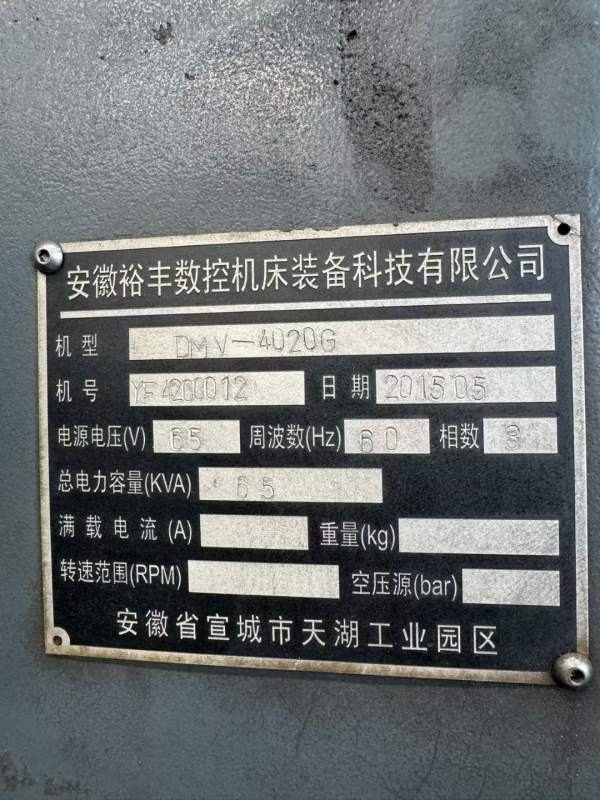 安徽裕丰数控机床装备科技有限公司
机型 DMV-4020G
机号 YF4200012 日期 201505
电源电压(V) 65 周波数(Hz) 60 相数 3
总电力容量(KVA) 65
满载电流(A) 重量(kg)
转速范围(RPM) 空压源(bar)
安徽省宣城市天湖工业园区